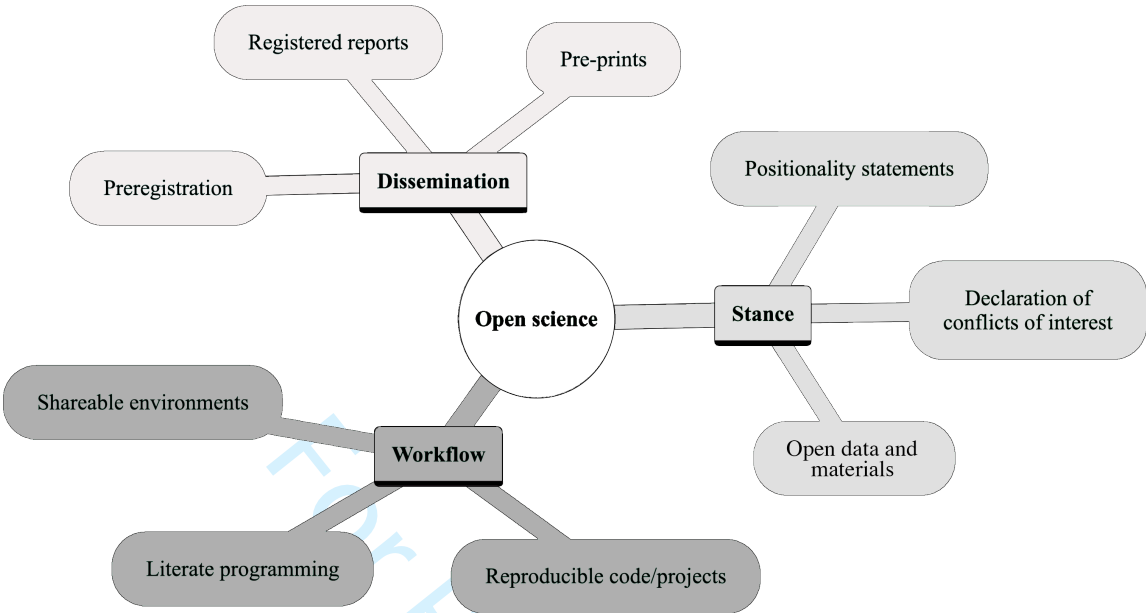 Registered reports
Pre-prints
Preregistration
Dissemination
Positionality statements
Open science
Stance
Declaration of
conflicts of interest
Shareable environments
Workflow
Open data and
materials
Literate programming
Reproducible code/projects
For